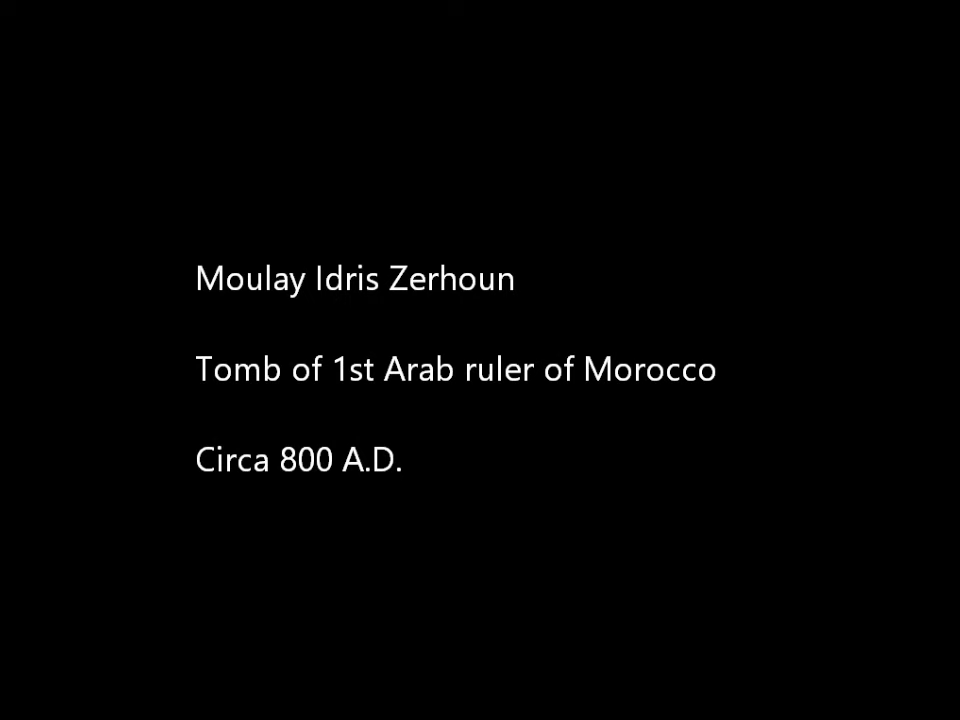 Moulay Idris Zerhoun
Tomb of 1st Arab ruler of Morocco
Circa 800 A.D.